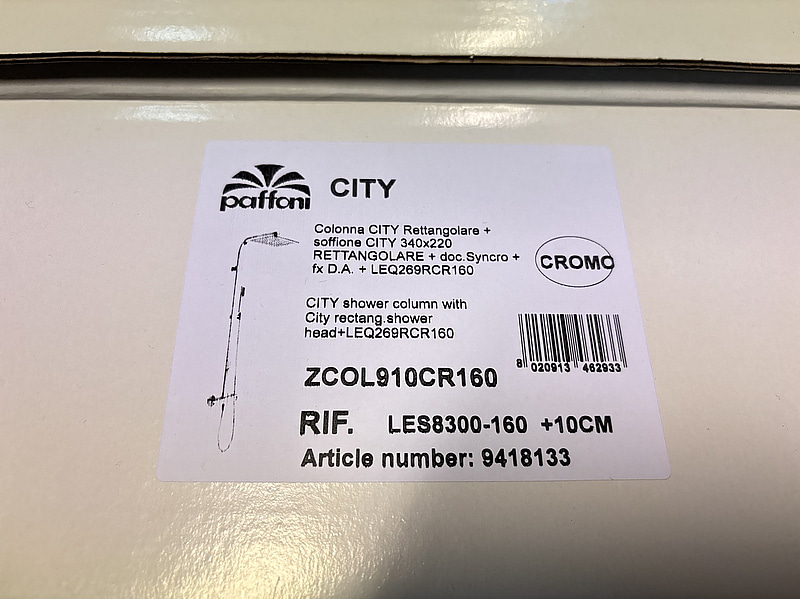 paffoni
CITY
Colonna CITY Rettangolare +
soffione CITY 340x220
RETTANGOLARE + doc.Syncro +
fx D.A. + LEQ269RCR160
CROMO
CITY shower column with
City rectang.shower
head+LEQ269RCR160
8 020913 462933
ZCOL910CR160
RIF. LES8300-160 +10CM
Article number: 9418133